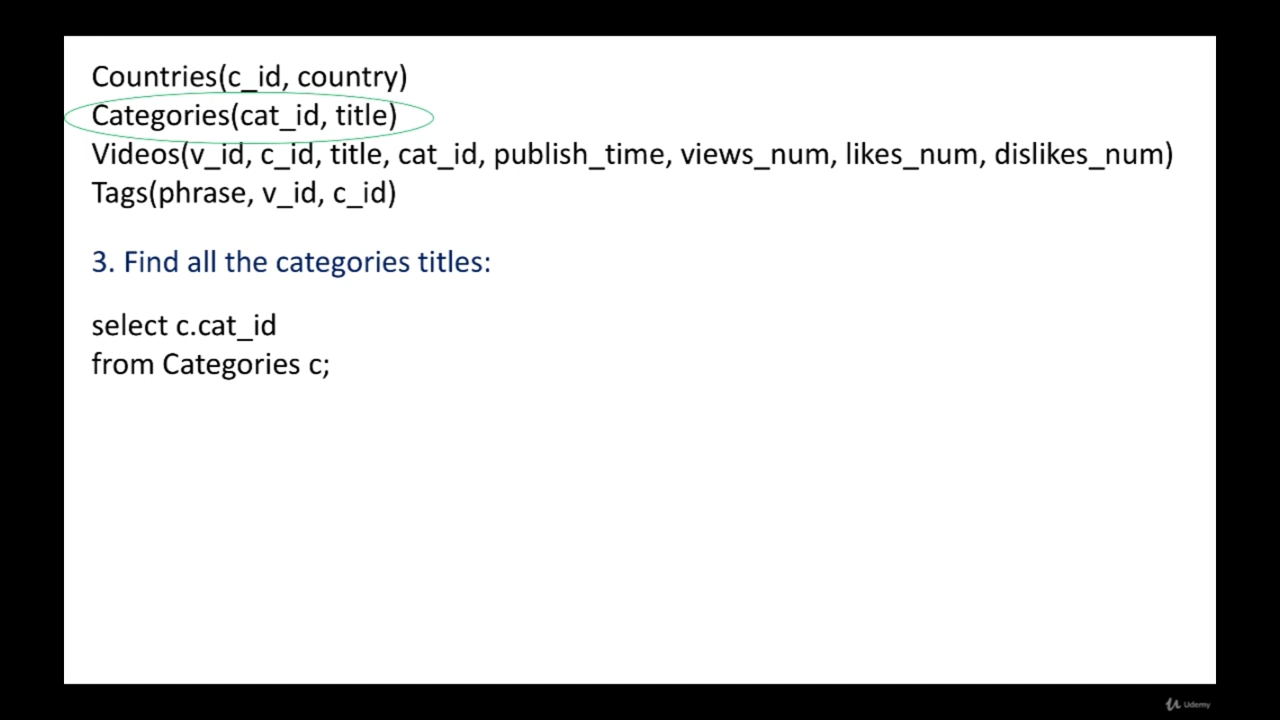 Countries(c_id, country)
Categories(cat_id, title)
Videos(v_id, c_id, title, cat_id, publish_time, views_num, likes_num, dislikes_num)
Tags(phrase, v_id, c_id)
3. Find all the categories titles:
select c.cat_id
from Categories c;
Udemy